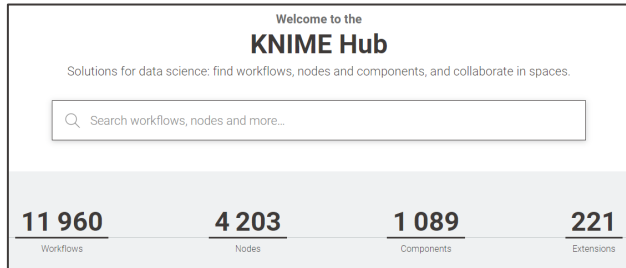 Welcome to the
KNIME Hub
Solutions for data science: find workflows, nodes and components, and collaborate in spaces.
Search workflows, nodes and more...
11 960 4 203 1 089 221
Workflows Nodes Components Extensions